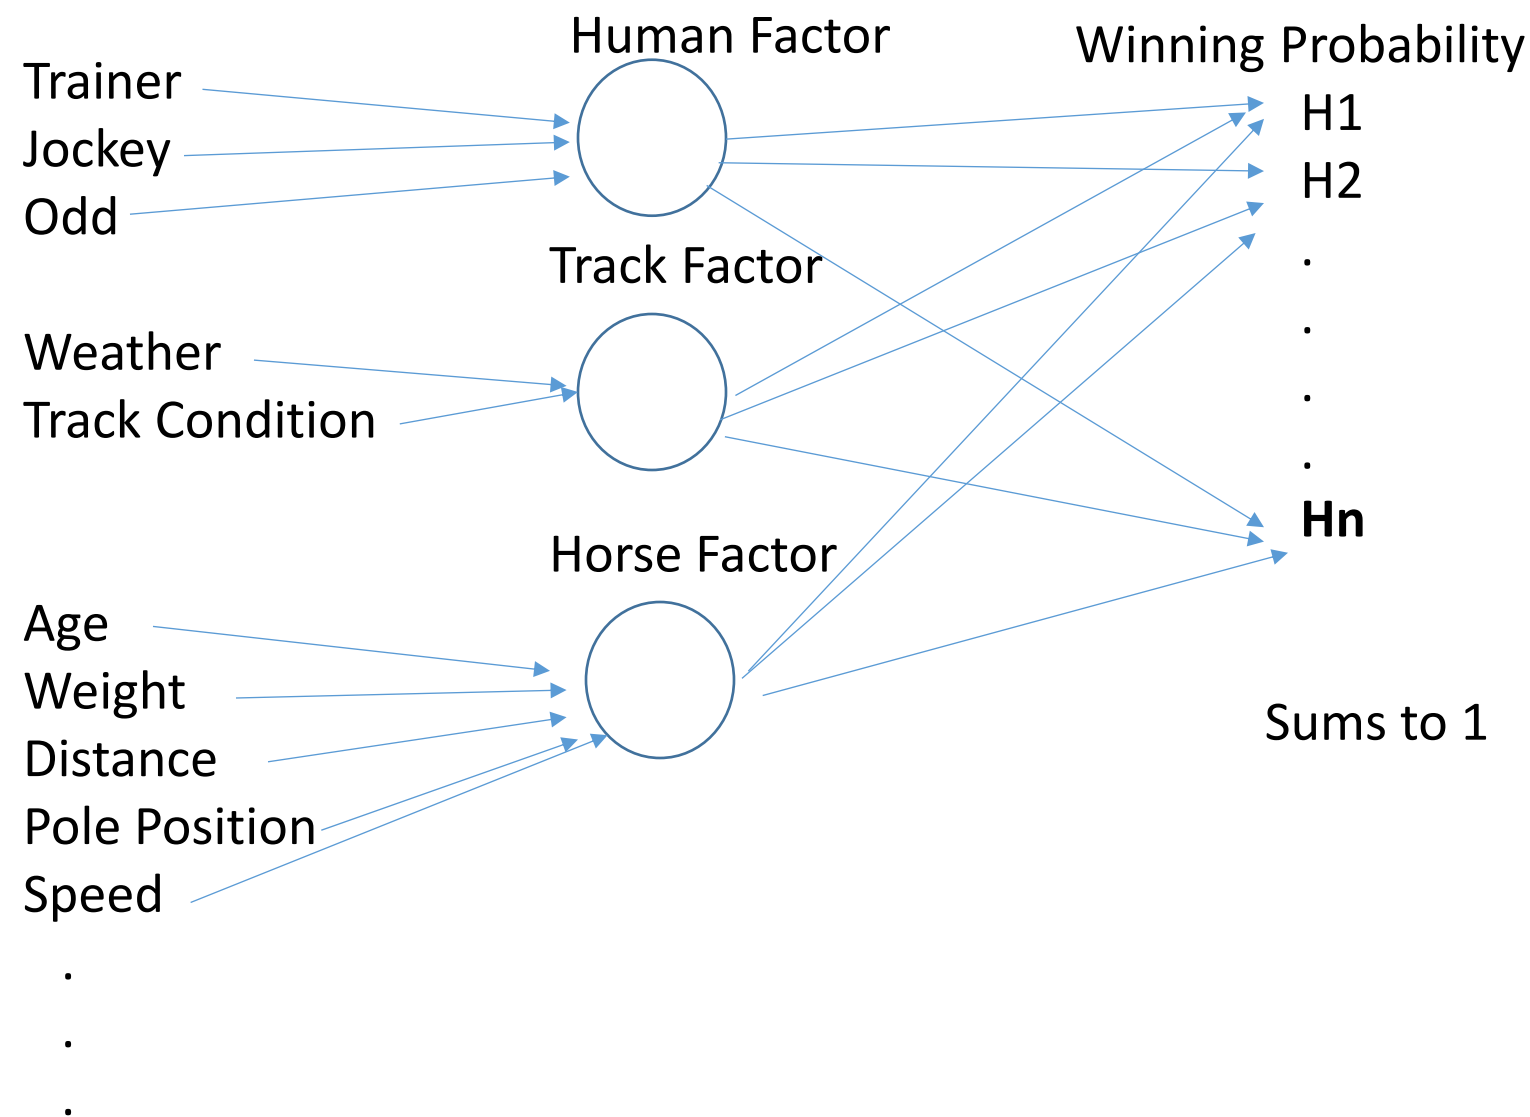 Human Factor
Winning Probability
Trainer
Jockey
Odd
H1
H2
.
.
.
.
Hn
Track Factor
Weather
Track Condition
Horse Factor
Age
Weight
Distance
Pole Position
Speed
.
.
.
Sums to 1